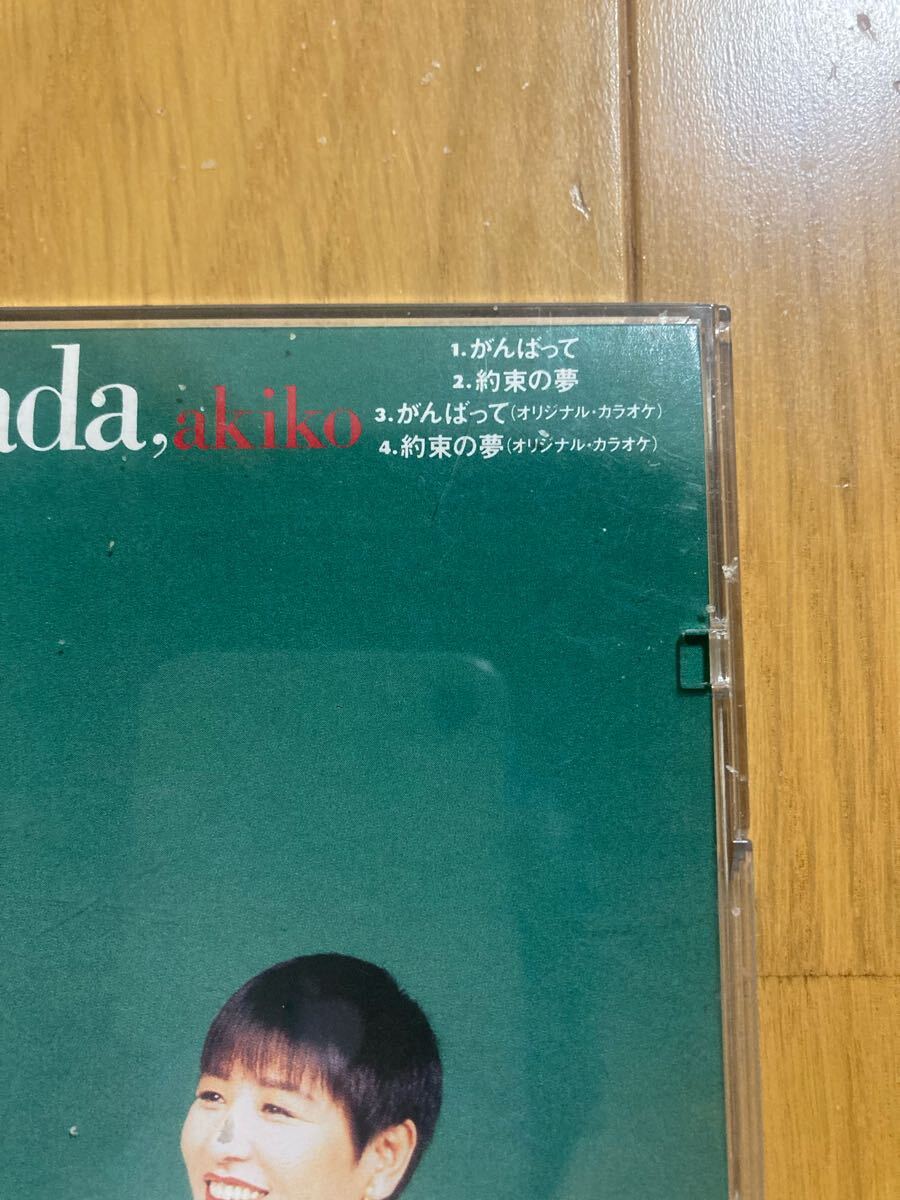 ada, akiko
1. がんばって
2. 約束の夢
3. がんばって(オリジナル・カラオケ)
4. 約束の夢(オリジナル・カラオケ)